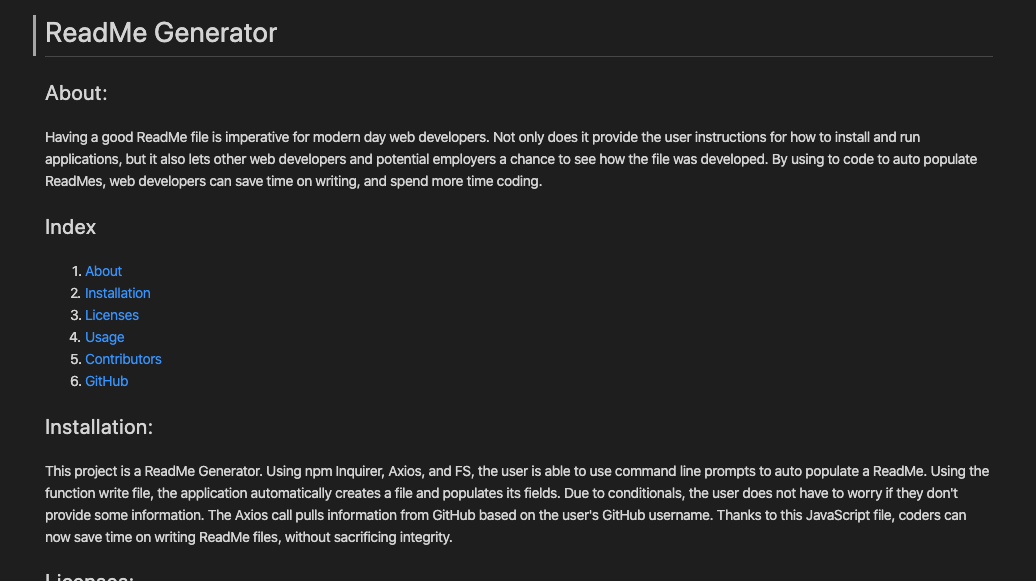 ReadMe Generator
About:
Having a good ReadMe file is imperative for modern day web developers. Not only does it provide the user instructions for how to install and run
applications, but it also lets other web developers and potential employers a chance to see how the file was developed. By using to code to auto populate
ReadMes, web developers can save time on writing, and spend more time coding.
Index
1. About
2. Installation
3. Licenses
4. Usage
5. Contributors
6. GitHub
Installation:
This project is a ReadMe Generator. Using npm Inquirer, Axios, and FS, the user is able to use command line prompts to auto populate a ReadMe. Using the
function write file, the application automatically creates a file and populates its fields. Due to conditionals, the user does not have to worry if they don't
provide some information. The Axios call pulls information from GitHub based on the user's GitHub username. Thanks to this JavaScript file, coders can
now save time on writing ReadMe files, without sacrificing integrity.
Licenses: